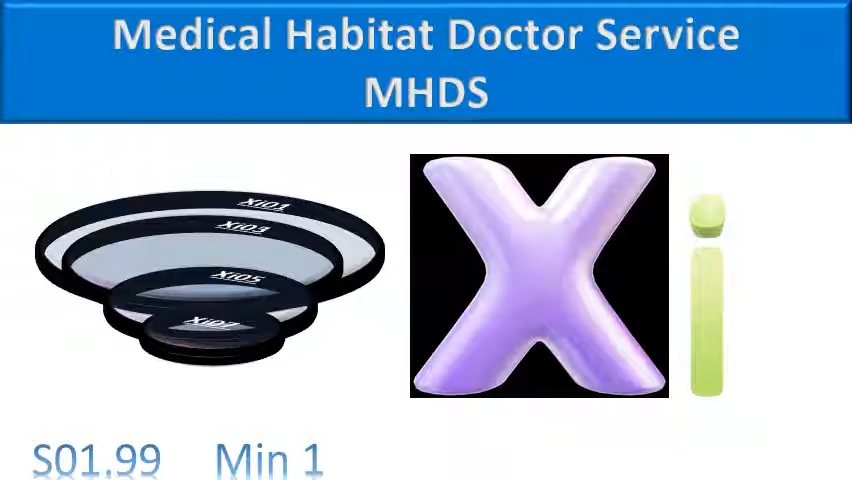 Medical Habitat Doctor Service
MHDS
Xi01
Xi03
Xi05
Xi07
Xi
S01.99 Min 1